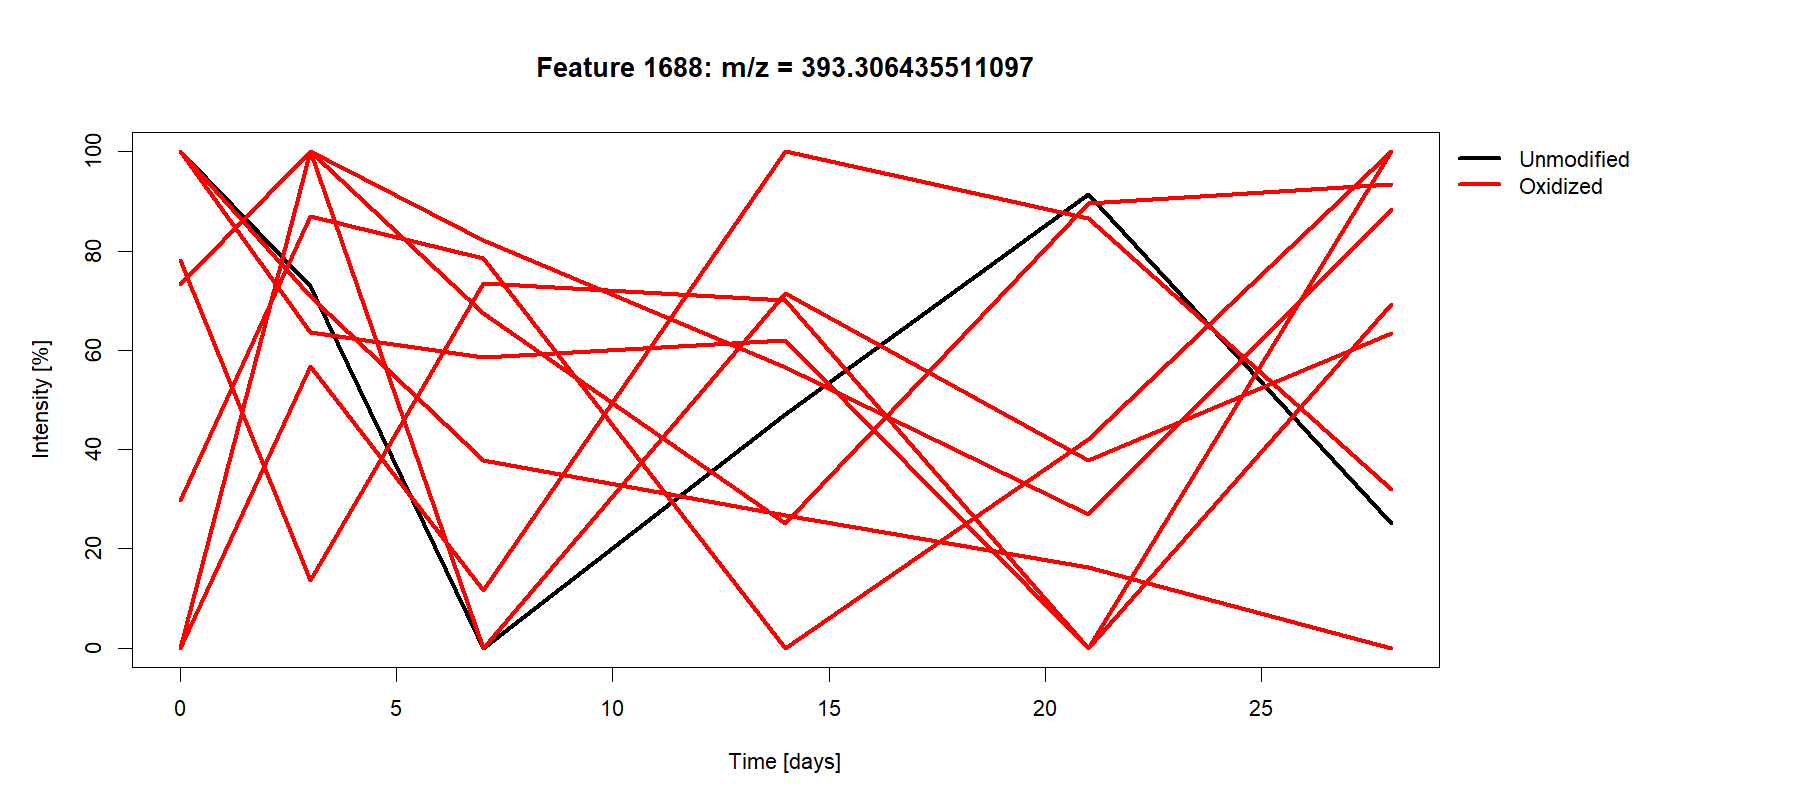 Feature 1688: m/z = 393.306435511097
Unmodified
Oxidized
Intensity [%]
100
80
60
40
20
0
0 5 10 15 20 25
Time [days]